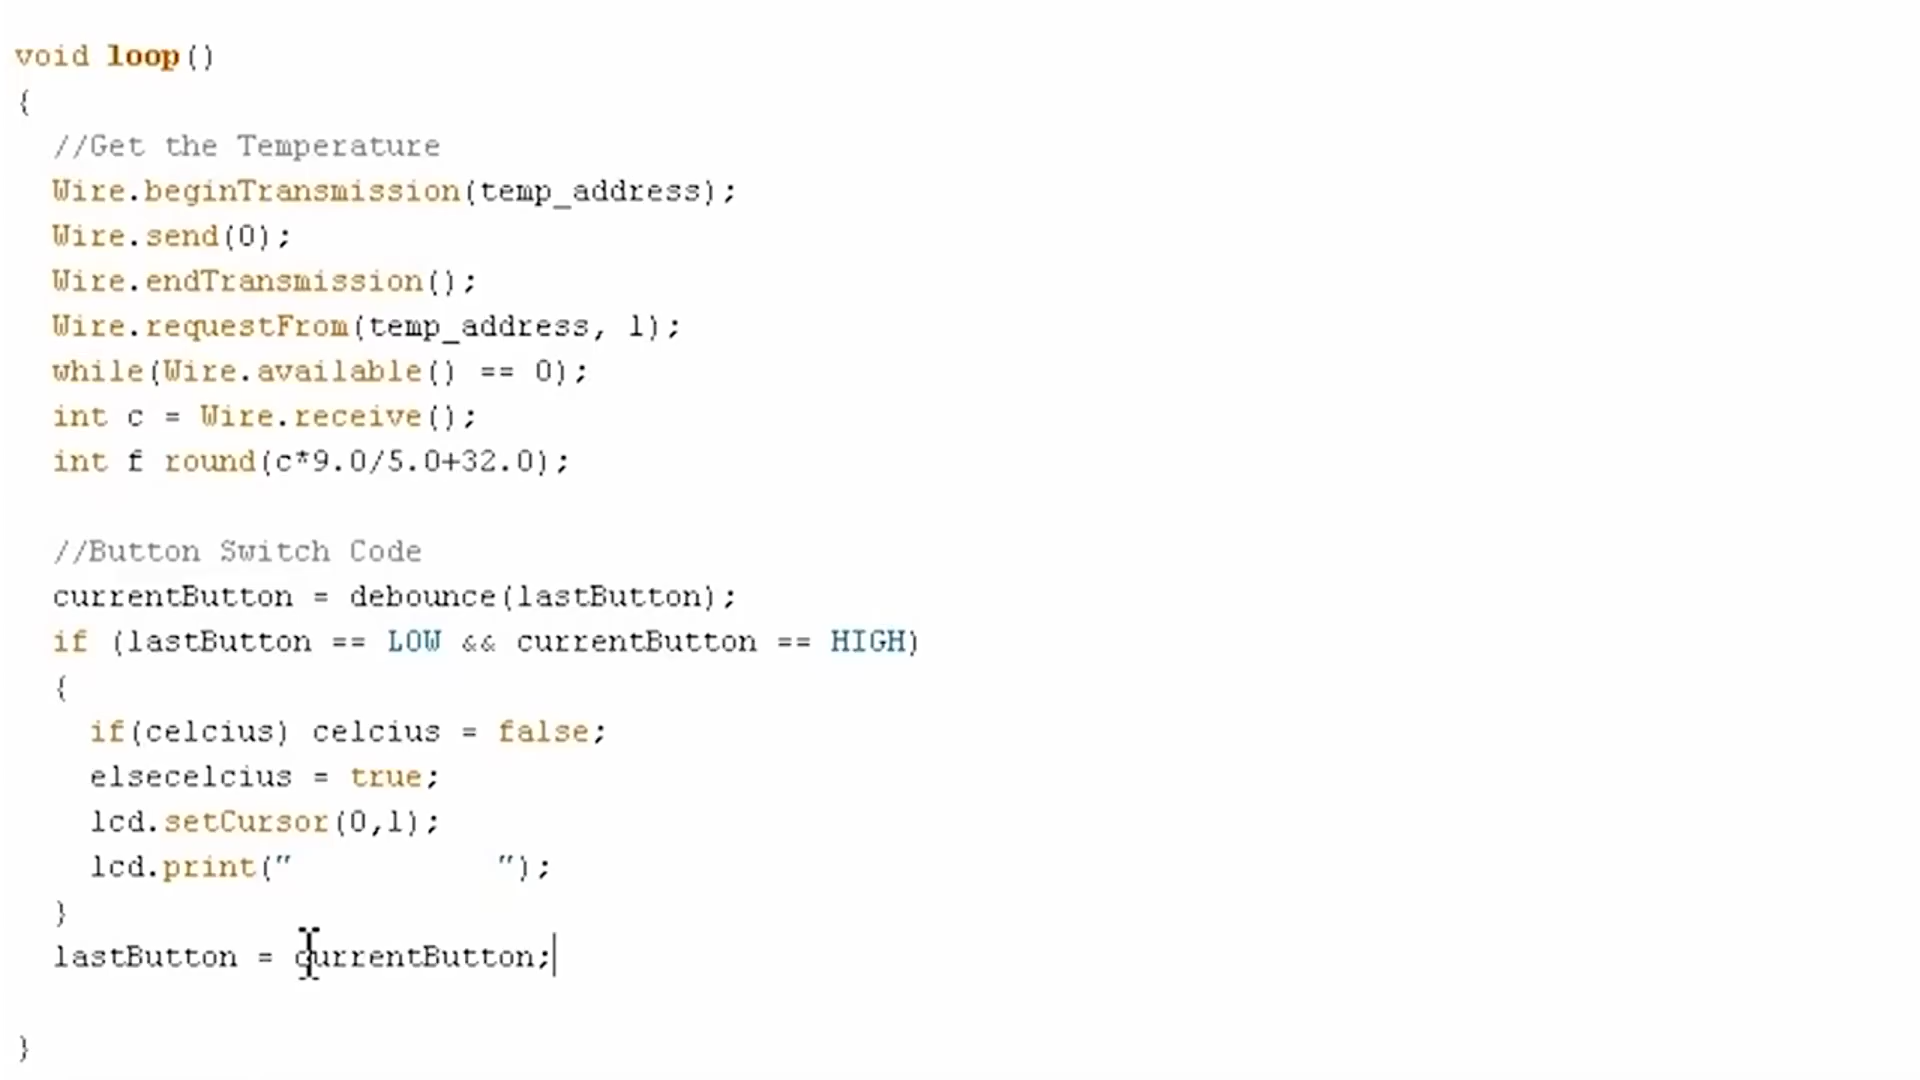 void loop()
{
  //Get the Temperature
  Wire.beginTransmission(temp_address);
  Wire.send(0);
  Wire.endTransmission();
  Wire.requestFrom(temp_address, 1);
  while(Wire.available() == 0);
  int c = Wire.receive();
  int f round(c*9.0/5.0+32.0);

  //Button Switch Code
  currentButton = debounce(lastButton);
  if (lastButton == LOW && currentButton == HIGH)
  {
    if(celcius) celcius = false;
    elsecelcius = true;
    lcd.setCursor(0,1);
    lcd.print("           ");
  }
  lastButton = currentButton;

}